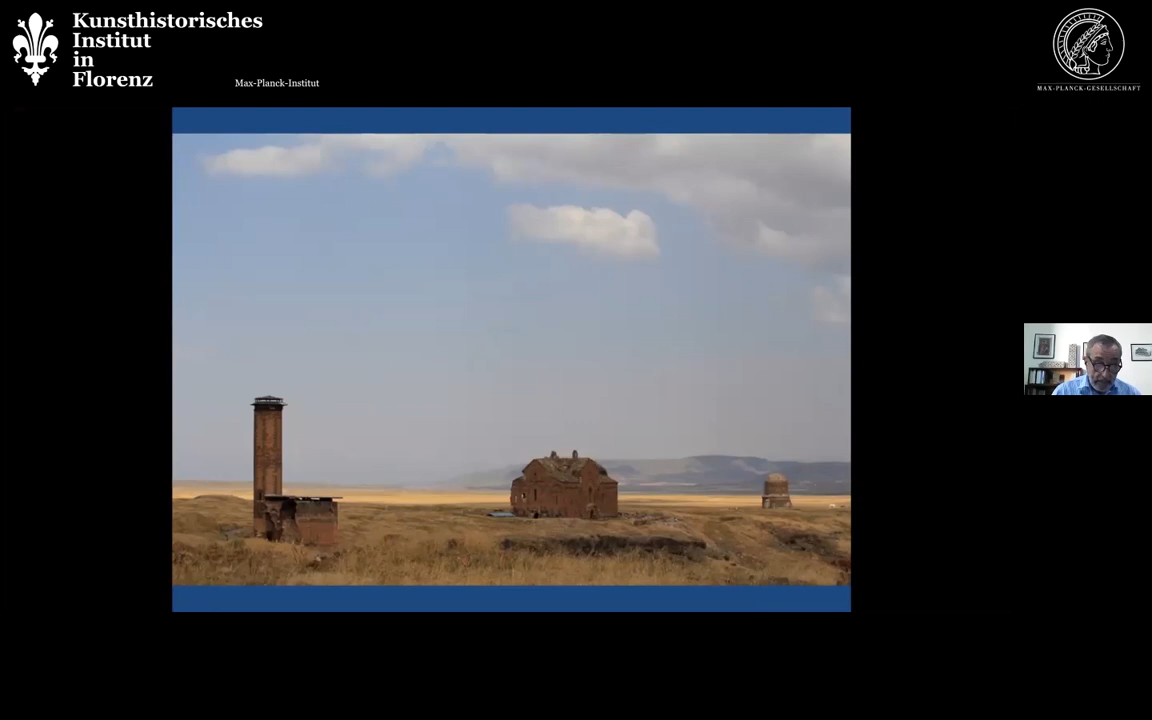 Kunsthistorisches
Institut
in
Florenz
Max-Planck-Institut
MAX-PLANCK-GESELLSCHAFT